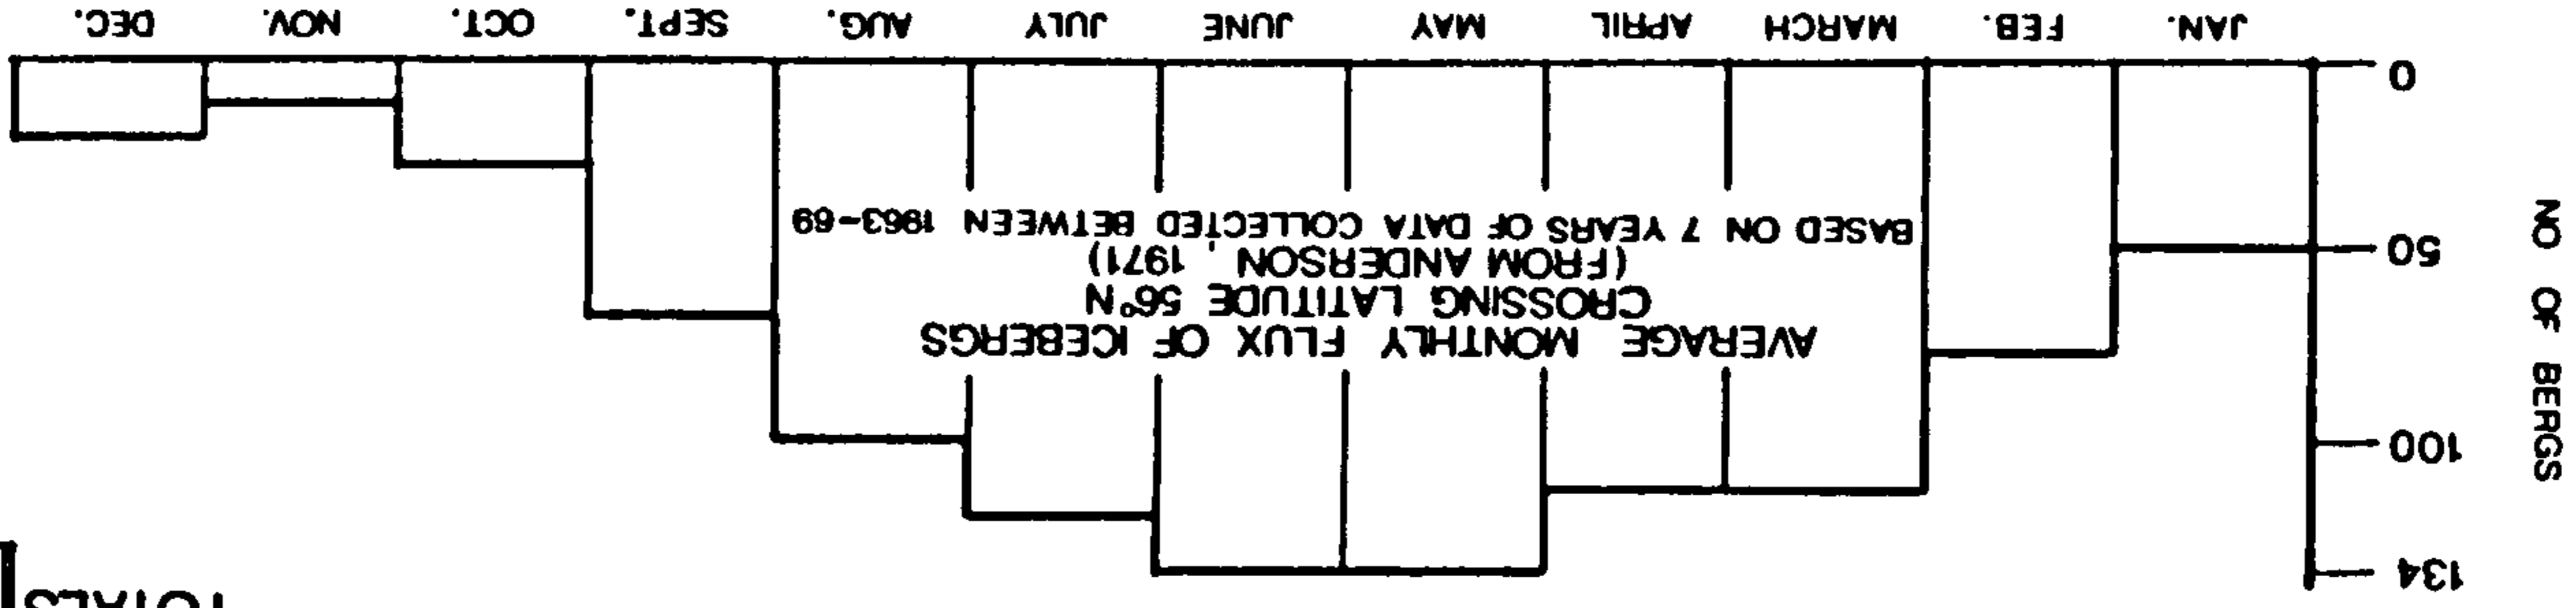 TOTALS
134
100
50
0
NO OF BERGS
AVERAGE MONTHLY FLUX OF ICEBERGS
CROSSING LATITUDE 56°N
(FROM ANDERSON , 1971)
BASED ON 7 YEARS OF DATA COLLECTED BETWEEN 1963-69
JAN. FEB. MARCH APRIL MAY JUNE JULY AUG. SEPT. OCT. NOV. DEC.